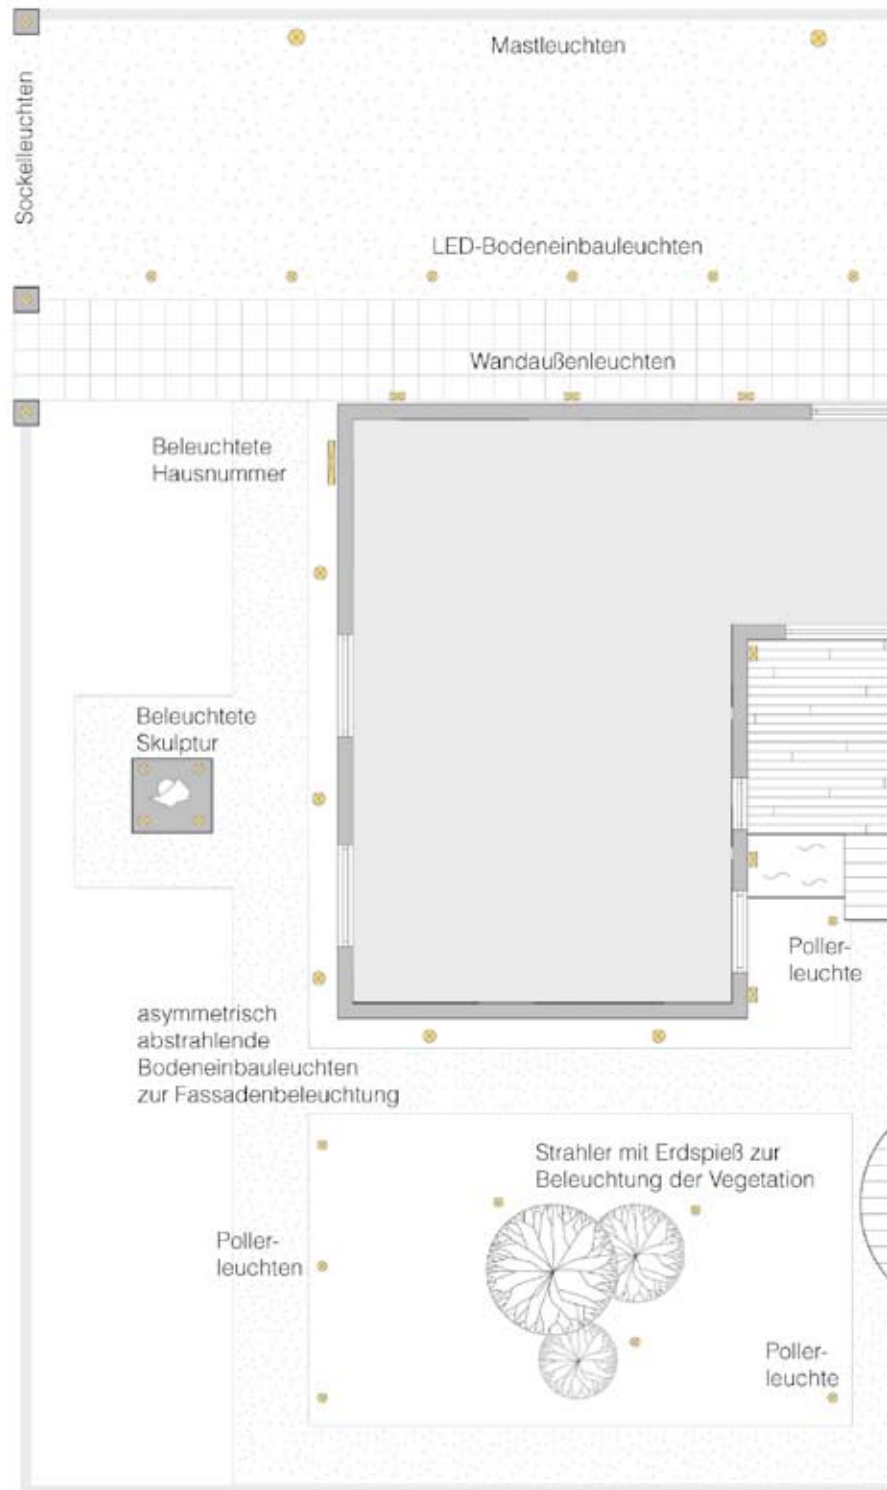 Mastleuchten
Sockelleuchten
LED-Bodeneinbauleuchten
Wandaußenleuchten
Beleuchtete
Hausnummer
Beleuchtete
Skulptur
Poller-
leuchte
asymmetrisch
abstrahlende
Bodeneinbauleuchten
zur Fassadenbeleuchtung
Strahler mit Erdspieß zur
Beleuchtung der Vegetation
Poller-
leuchten
Poller-
leuchte